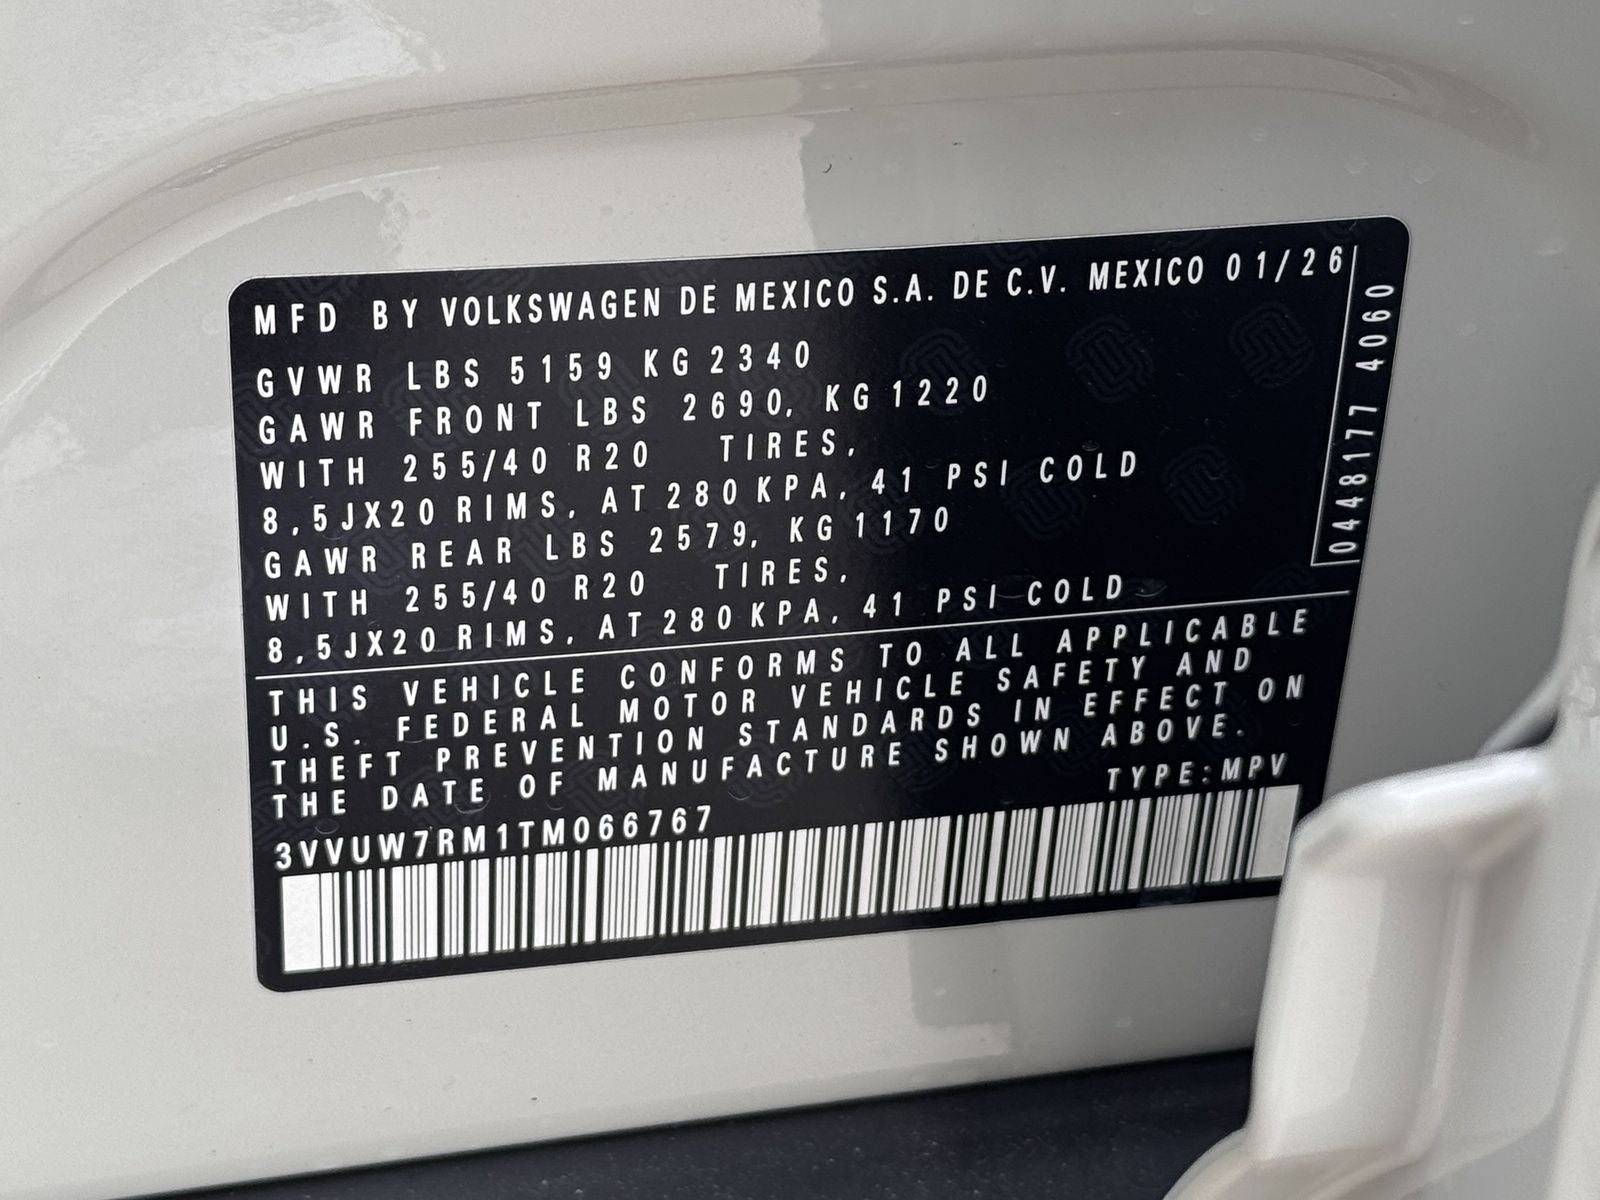 MFD BY VOLKSWAGEN DE MEXICO S.A. DE C.V. MEXICO 01/26
GVWR LBS 5159 KG 2340
GAWR FRONT LBS 2690, KG 1220
WITH 255/40 R20 TIRES,
8,5JX20 RIMS, AT 280 KPA, 41 PSI COLD
GAWR REAR LBS 2579, KG 1170
WITH 255/40 R20 TIRES,
8,5JX20 RIMS, AT 280 KPA, 41 PSI COLD
0448177 4060
THIS VEHICLE CONFORMS TO ALL APPLICABLE
U.S. FEDERAL MOTOR VEHICLE SAFETY AND
THEFT PREVENTION STANDARDS IN EFFECT ON
THE DATE OF MANUFACTURE SHOWN ABOVE.
3VVUW7RM1TM066767 TYPE:MPV